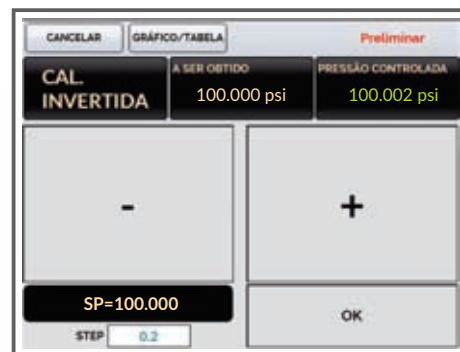 CANCELAR GRÁFICO/TABELA Preliminar
CAL. INVERTIDA
A SER OBTIDO
100.000 psi
PRESSÃO CONTROLADA
100.002 psi
- +
SP=100.000
STEP 0.2
OK